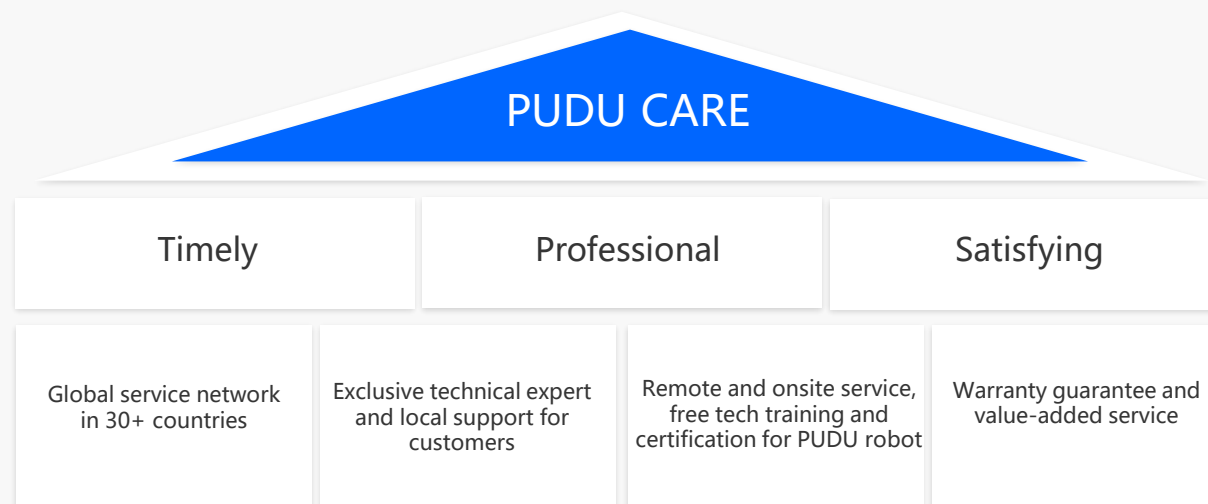 PUDU CARE
Timely
Professional
Satisfying
Global service network
in 30+ countries
Exclusive technical expert
and local support for
customers
Remote and onsite service,
free tech training and
certification for PUDU robot
Warranty guarantee and
value-added service